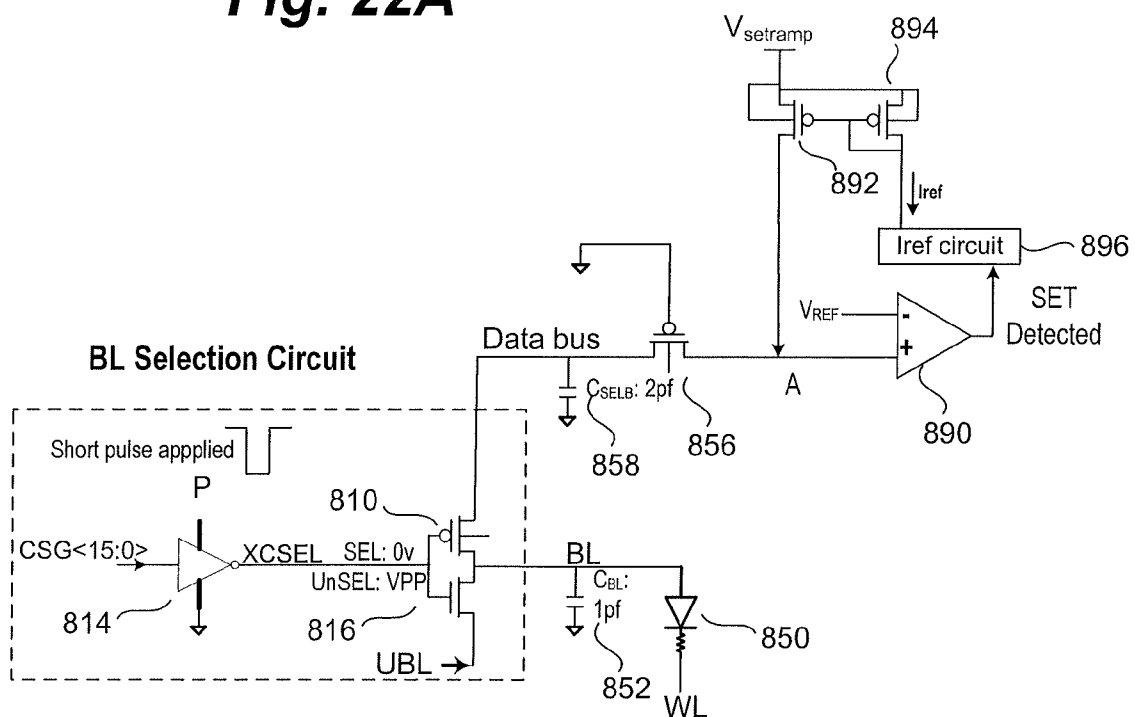 Fig. 22A
Vsetramp
894
892
Iref
Iref circuit
896
SET
Detected
VREF
-
+
A
890
Data bus
CSELB: 2pf
858
856
BL Selection Circuit
Short pulse appplied
P
810
CSG<15:0>
XCSEL
SEL: 0v
UnSEL: VPP
814
816
UBL
BL
CBL:
1pf
852
850
WL